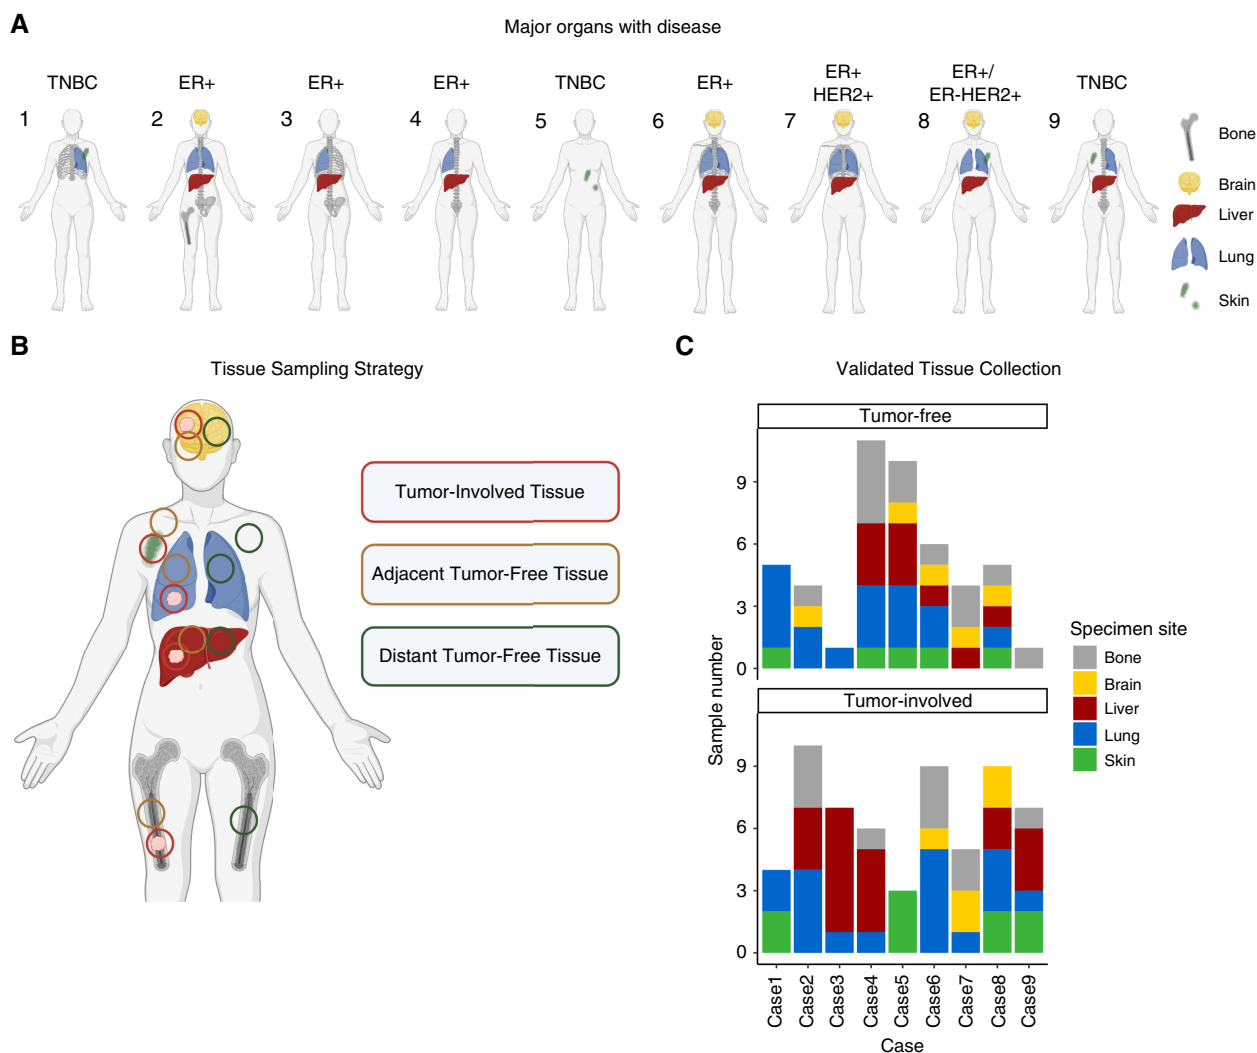 A
Major organs with disease
TNBC
ER+
ER+
ER+
TNBC
ER+
ER+
HER2+
ER+/
ER-HER2+
TNBC
1
2
3
4
5
6
7
8
9
Bone
Brain
Liver
Lung
Skin
B
Tissue Sampling Strategy
Tumor-Involved Tissue
Adjacent Tumor-Free Tissue
Distant Tumor-Free Tissue
C
Validated Tissue Collection
Tumor-free
9
6
3
0
Tumor-involved
9
6
3
0
Sample number
Case1
Case2
Case3
Case4
Case5
Case6
Case7
Case8
Case9
Case
Specimen site
Bone
Brain
Liver
Lung
Skin